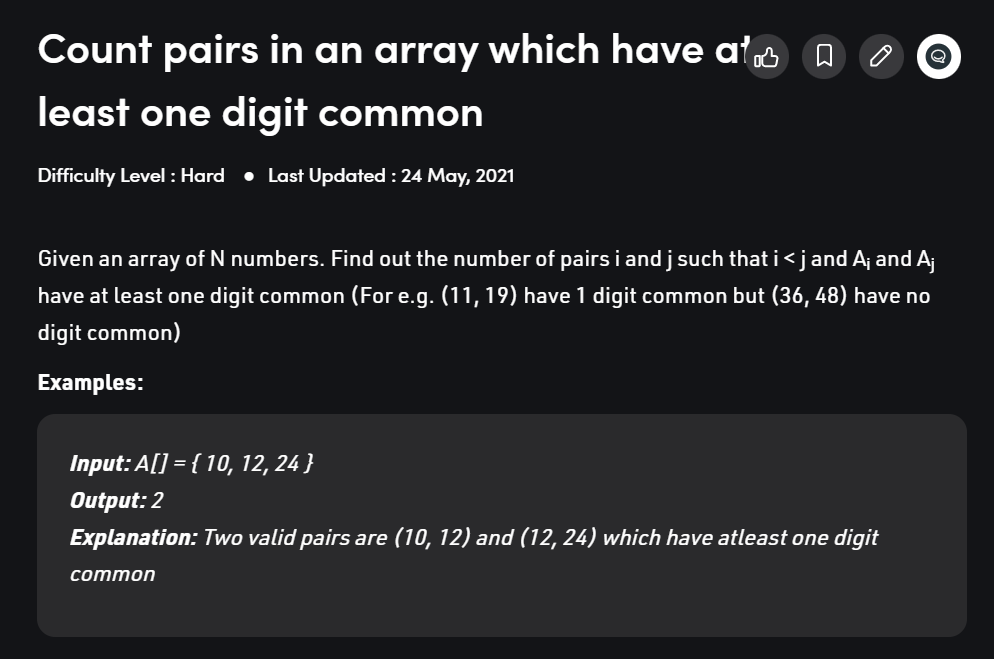 Count pairs in an array which have at
least one digit common
Difficulty Level : Hard ● Last Updated : 24 May, 2021
Given an array of N numbers. Find out the number of pairs i and j such that i < j and Ai and Aj
have at least one digit common (For e.g. (11, 19) have 1 digit common but (36, 48) have no
digit common)
Examples:
Input: A[] = { 10, 12, 24 }
Output: 2
Explanation: Two valid pairs are (10, 12) and (12, 24) which have atleast one digit
common